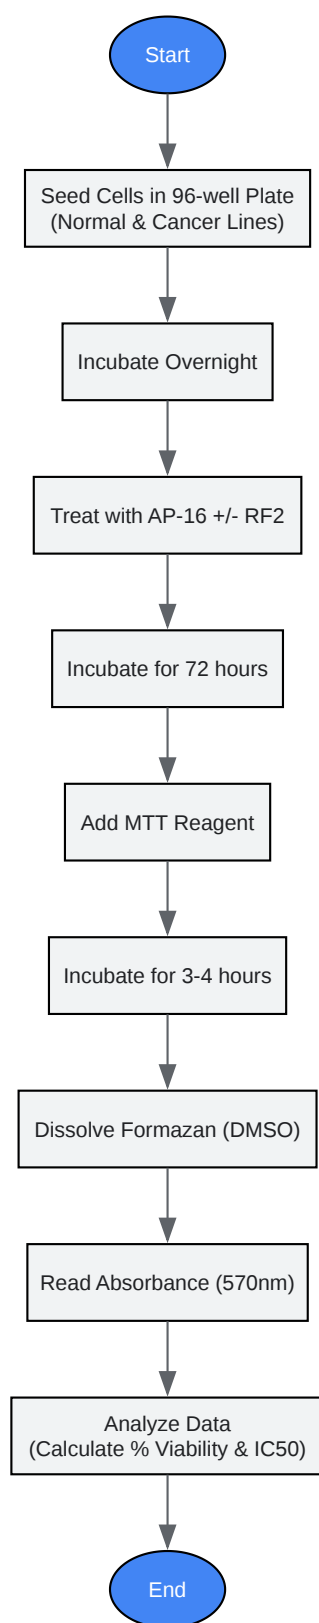 Start
Seed Cells in 96-well Plate
(Normal & Cancer Lines)
Incubate Overnight
Treat with AP-16 +/- RF2
Incubate for 72 hours
Add MTT Reagent
Incubate for 3-4 hours
Dissolve Formazan (DMSO)
Read Absorbance (570nm)
Analyze Data
(Calculate % Viability & IC50)
End